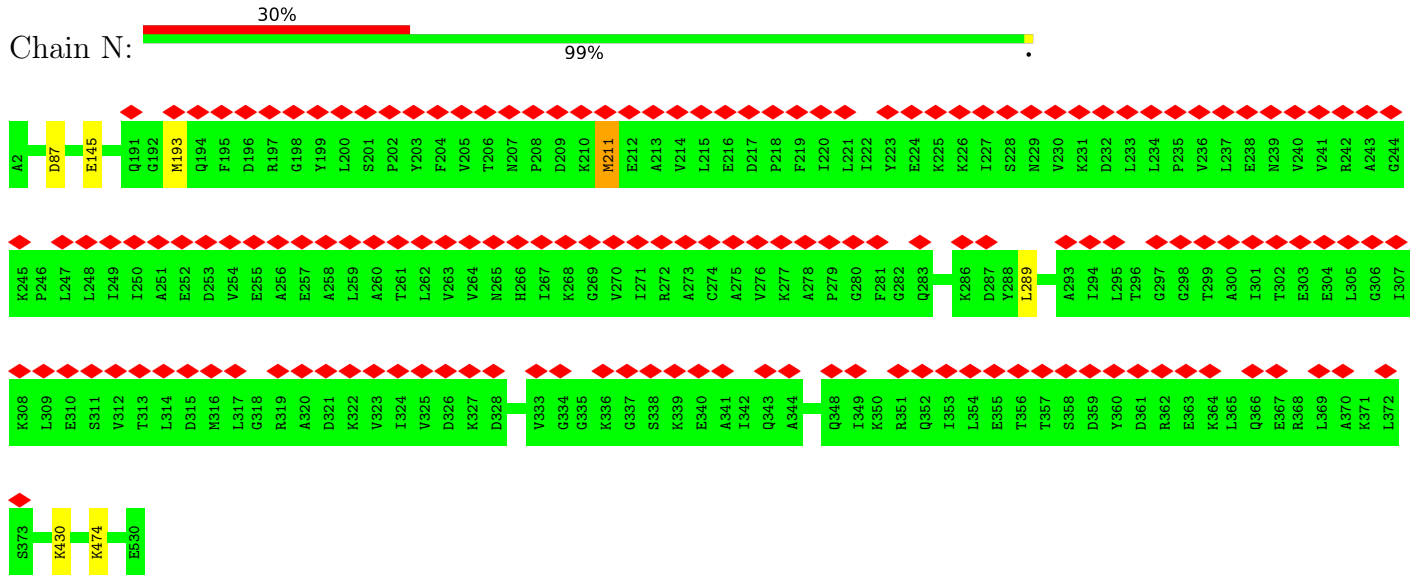 30%
Chain N:
99%
.
A2 D87 E145 Q191 G192 M193 Q194 F195 D196 R197 G198 Y199 L200 S201 P202 Y203 F204 V205 T206 N207 P208 D209 K210 M211 E212 A213 V214 L215 E216 D217 P218 F219 I220 L221 I222 Y223 E224 K225 K226 I227 S228 N229 V230 K231 D232 L233 L234 P235 V236 L237 E238 N239 V240 V241 R242 A243 G244
K245 P246 L247 L248 I249 I250 A251 E252 D253 V254 E255 A256 E257 A258 L259 A260 T261 L262 V263 V264 N265 H266 I267 K268 G269 V270 I271 R272 A273 C274 A275 V276 K277 A278 P279 G280 F281 G282 Q283 K286 D287 Y288 L289 A293 I294 L295 T296 G297 G298 T299 A300 I301 T302 E303 E304 L305 G306 I307
K308 L309 E310 S311 V312 T313 L314 D315 M316 L317 G318 R319 A320 D321 K322 V323 I324 V325 D326 K327 D328 V333 G334 G335 K336 G337 S338 K339 E340 A341 I342 Q343 A344 Q348 I349 K350 R351 Q352 I353 L354 E355 T356 T357 S358 D359 Y360 D361 R362 E363 K364 L365 Q366 E367 R368 L369 A370 K371 L372
S373 K430 K474 E530